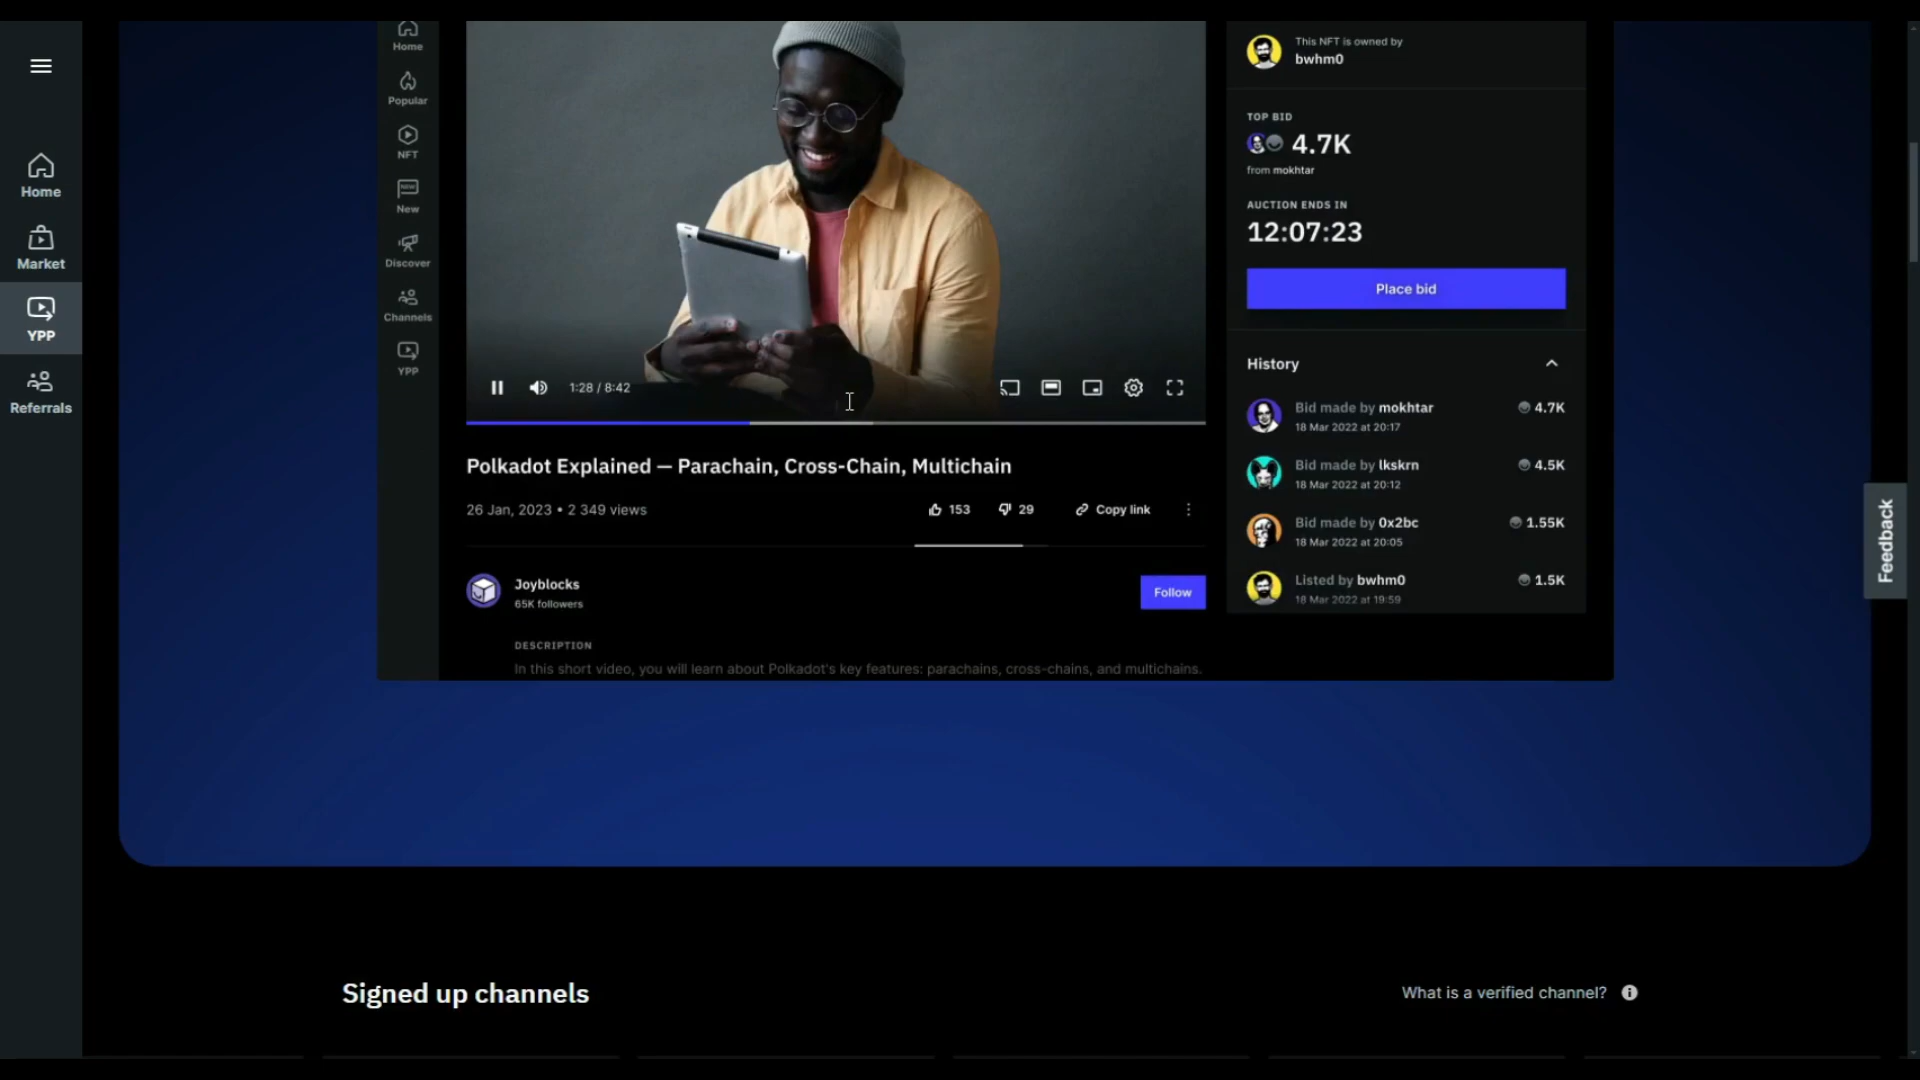 Home
Market
YPP
Referrals
Home
Popular
NFT
NEW
New
Discover
Channels
YPP
1:28 / 8:42
Polkadot Explained — Parachain, Cross-Chain, Multichain
26 Jan, 2023 • 2 349 views
153
29
Copy link
Joyblocks
65K followers
Follow
DESCRIPTION
In this short video, you will learn about Polkadot's key features: parachains, cross-chains, and multichains.
This NFT is owned by
bwhm0
TOP BID
4.7K
from mokhtar
AUCTION ENDS IN
12:07:23
Place bid
History
Bid made by mokhtar
4.7K
18 Mar 2022 at 20:17
Bid made by lkskrn
4.5K
18 Mar 2022 at 20:12
Bid made by 0x2bc
1.55K
18 Mar 2022 at 20:05
Listed by bwhm0
1.5K
18 Mar 2022 at 19:59
Feedback
Signed up channels
What is a verified channel?